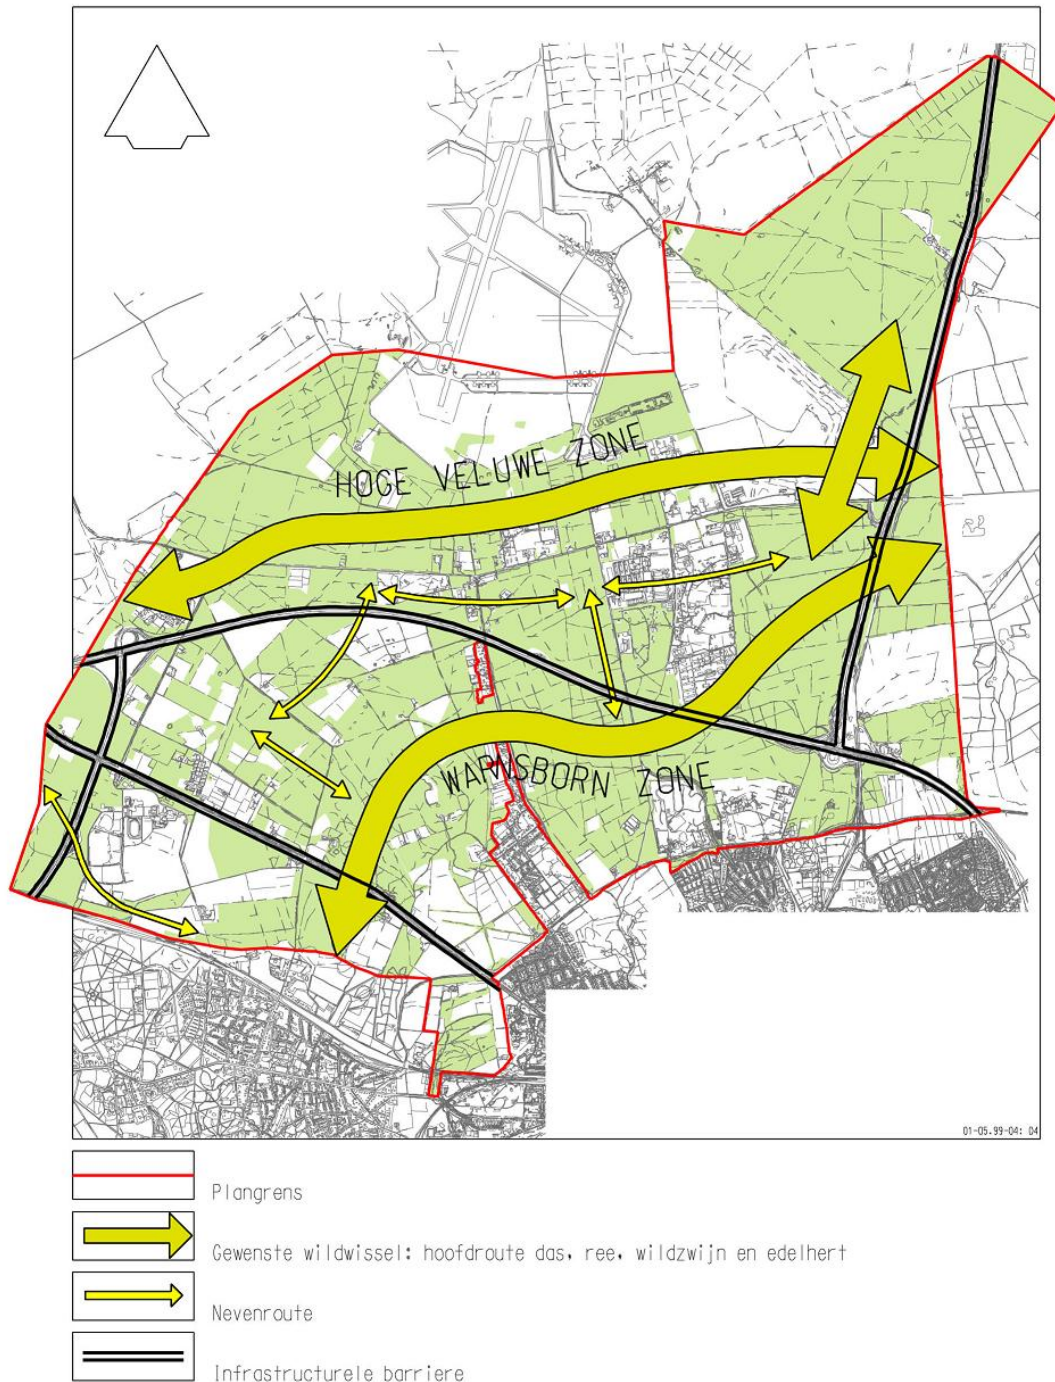 HOGE VELUWE ZONE
WARNSBORN ZONE
01-05.99-04: 04
Plangrens
Gewenste wildwissel: hoofdroute das, ree, wildzwijn en edelhert
Nevenroute
Infrastructurele barriere